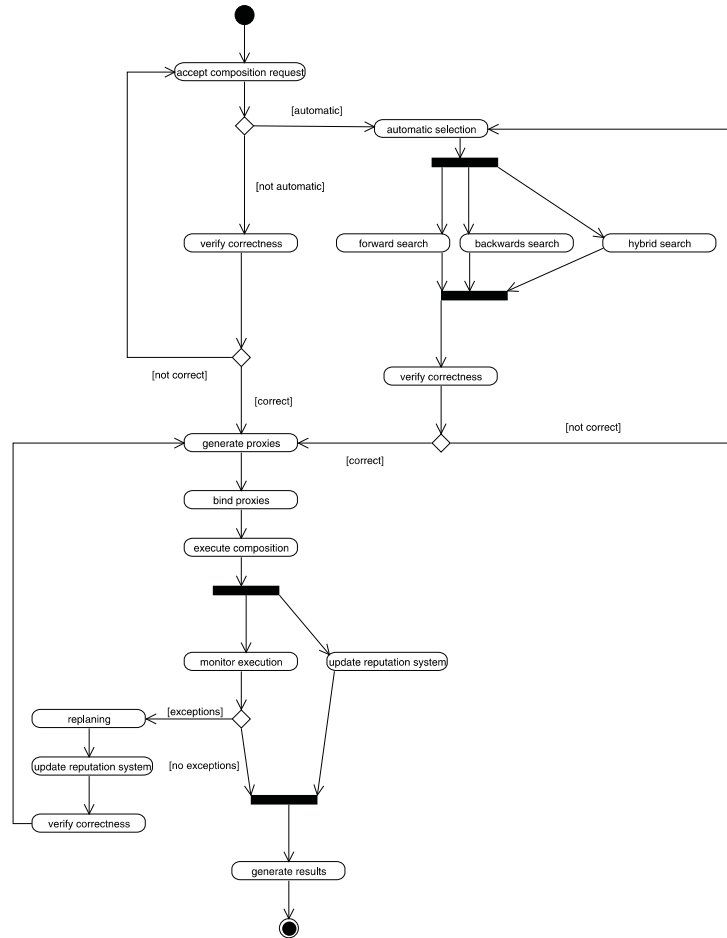 accept composition request
[automatic]
automatic selection
[not automatic]
verify correctness
forward search
backwards search
hybrid search
[not correct]
verify correctness
[correct]
[not correct]
generate proxies
[correct]
bind proxies
execute composition
monitor execution
update reputation system
[exceptions]
replaning
update reputation system
[no exceptions]
verify correctness
generate results